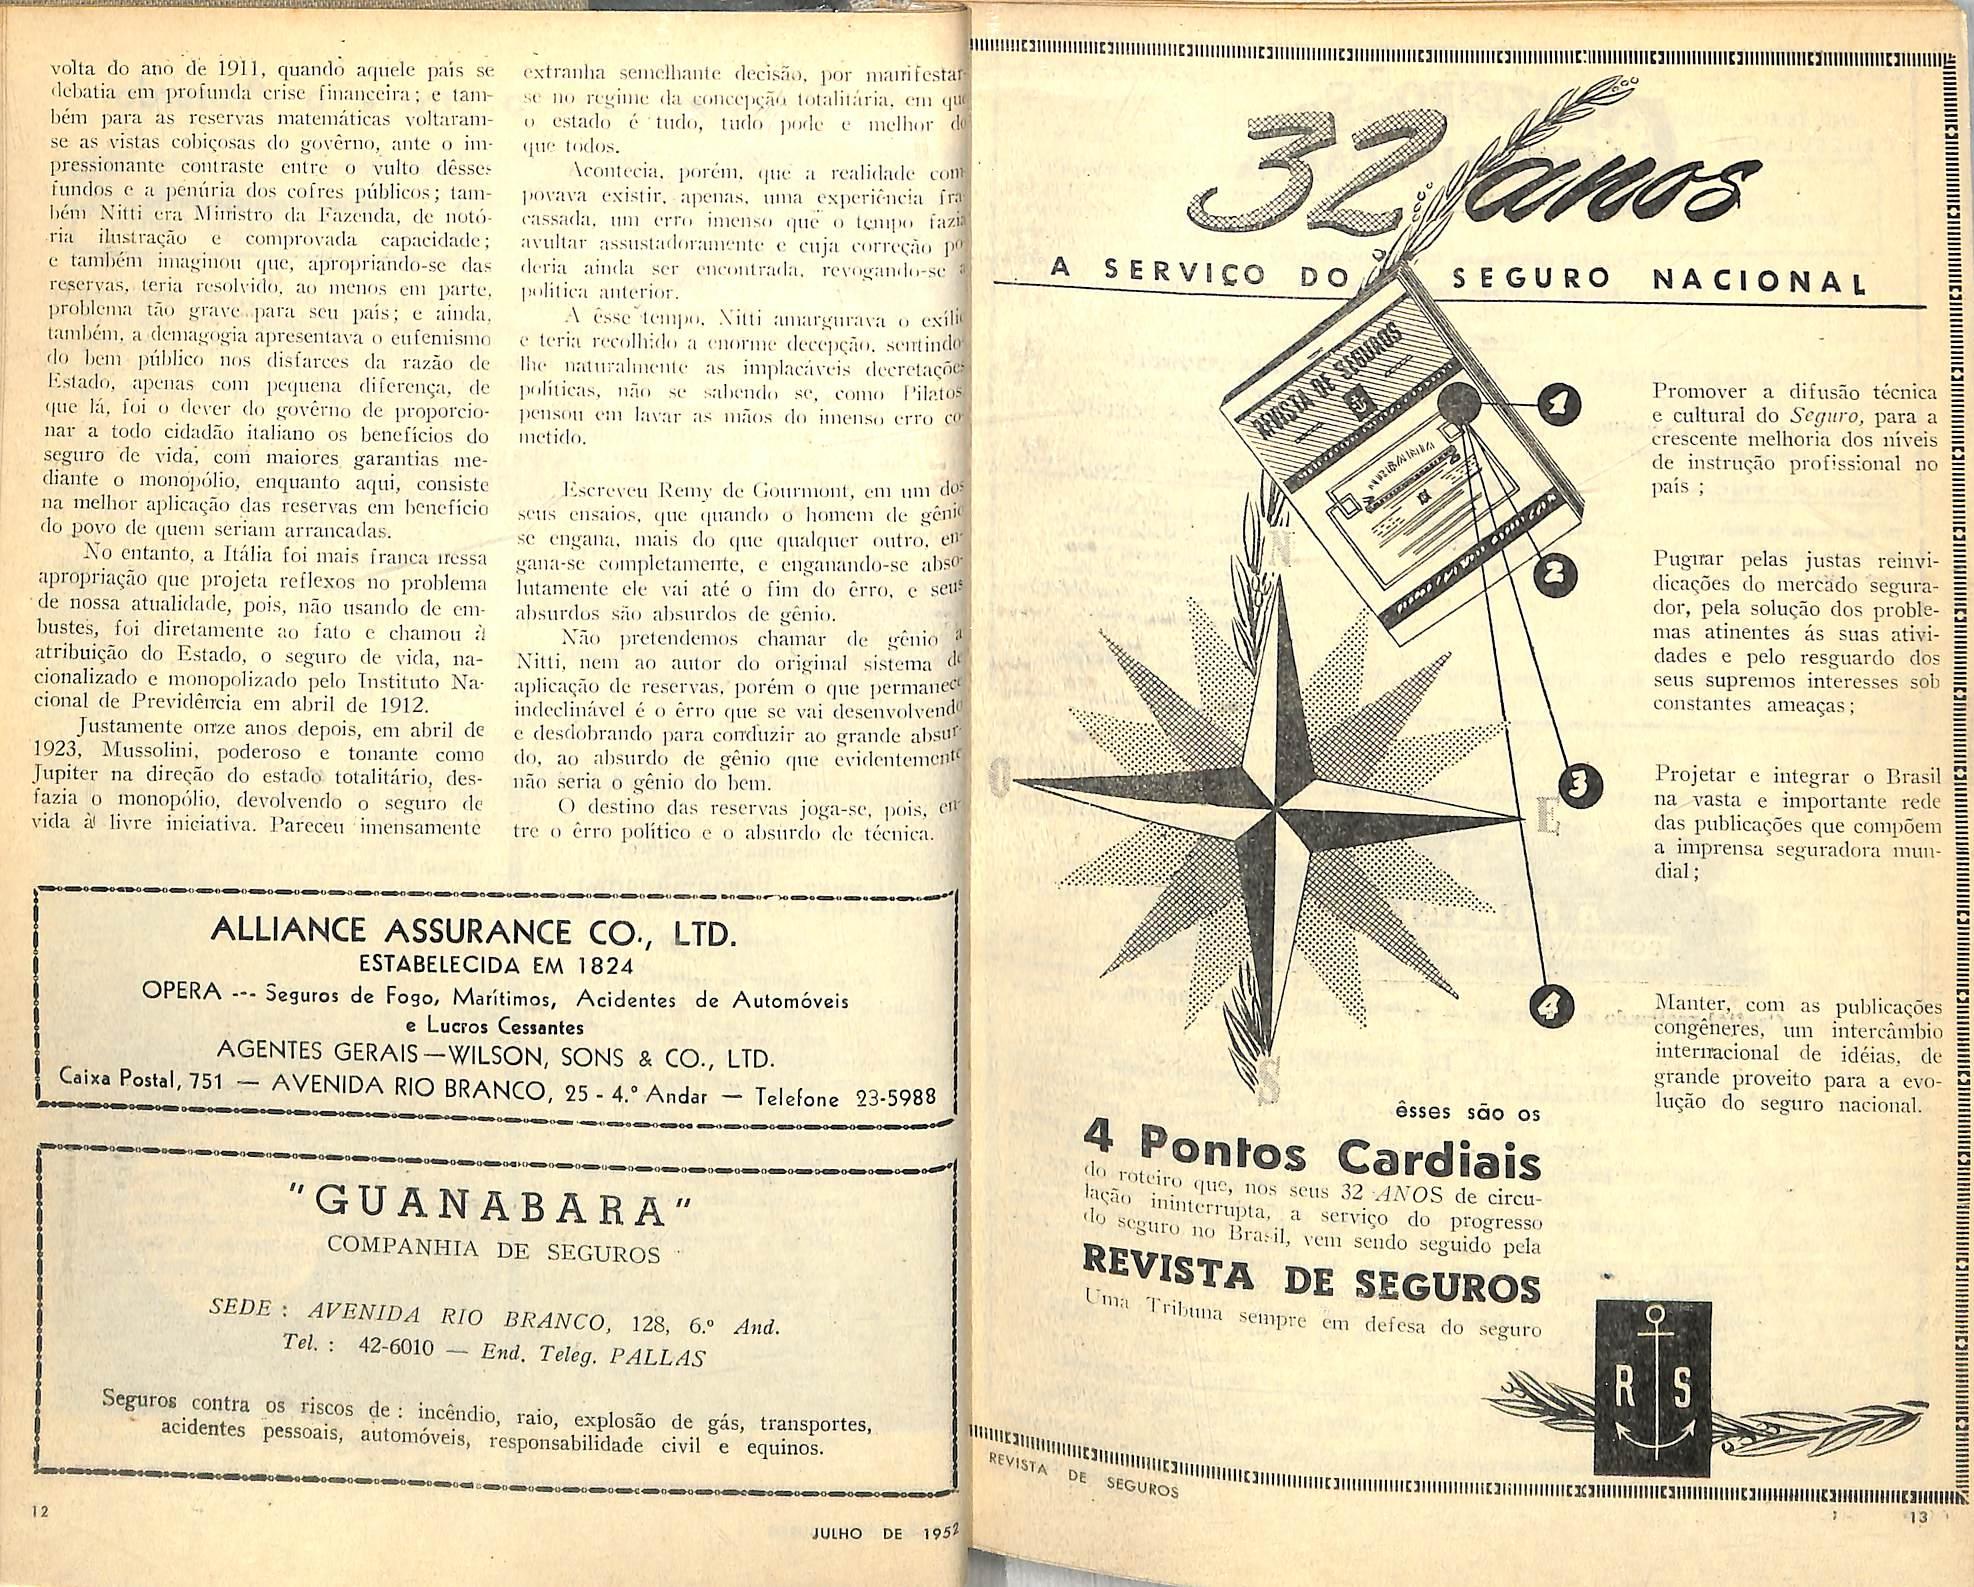 volta do ano de 1911, quando aquele país se
debatia em profunda crise financeira; e tam-
bém para as reservas matemáticas voltaram-
se as vistas cobiçosas do govêrno, ante o im-
pressionante contraste entre o vulto dêsses
fundos e a penúria dos cofres públicos; tam-
bém Nitti era Ministro da Fazenda, de notó-
ria ilustração e comprovada capacidade;
e também imaginou que, apropriando-se das
reservas, teria resolvido, ao menos em parte,
problema tão grave para seu país; e ainda,
também, a demagogia apresentava o eufemismo
do bem público nos disfarces da razão de
Estado, apenas com pequena diferença, de
que lá, foi o dever do govêrno de proporcio-
nar a todo cidadão italiano os benefícios do
seguro de vida, com maiores garantias me-
diante o monopólio, enquanto aqui, consiste
na melhor aplicação das reservas em benefício
do povo de quem seriam arrancadas.
No entanto, a Itália foi mais franca nessa
apropriação que projeta reflexos no problema
de nossa atualidade, pois, não usando de em-
bustes, foi diretamente ao fato e chamou à
atribuição do Estado, o seguro de vida, na-
cionalizado e monopolizado pelo Instituto Na-
cional de Previdência em abril de 1912.
Justamente onze anos depois, em abril de
1923, Mussolini, poderoso e tonante como
Jupiter na direção do estado totalitário, des-
fazia o monopólio, devolvendo o seguro de
vida à livre iniciativa. Pareceu imensamente
extranha semelhante decisão, por manifestar-
se no regime da concepção totalitária, em que
o estado é tudo, tudo pode e melhor do
que todos.
Acontecia, porém, que a realidade com
povava existir, apenas, uma experiência fra-
cassada, um erro imenso que o tempo fazia
avultar assustadoramente e cuja correção po-
deria ainda ser encontrada, revogando-se a
política anterior.
A êsse tempo, Nitti amargurava o exílio
e teria recolhido a enorme decepção, sentindo-
lhe naturalmente as implacáveis decretações
políticas, não se sabendo se, como Pilatos
pensou em lavar as mãos do imenso erro co-
metido.
Escreveu Remy de Gourmont, em um dos
seus ensaios, que quando o homem de gênio
se engana, mais do que qualquer outro, en-
gana-se completamente, e enganando-se abso-
lutamente ele vai até o fim do êrro, e seus
absurdos são absurdos de gênio.
Não pretendemos chamar de gênio a
Nitti, nem ao autor do original sistema de
aplicação de reservas, porém o que permanece
indeclinável é o êrro que se vai desenvolvendo
e desdobrando para conduzir ao grande absur-
do, ao absurdo de gênio que evidentemente
não seria o gênio do bem.
O destino das reservas joga-se, pois, en-
tre o êrro político e o absurdo de técnica.
ALLIANCE ASSURANCE CO., LTD.
ESTABELECIDA EM 1824
OPERA --- Seguros de Fogo, Marítimos, Acidentes de Automóveis
e Lucros Cessantes
AGENTES GERAIS — WILSON, SONS & CO., LTD.
Caixa Postal, 751 — AVENIDA RIO BRANCO, 25 - 4.º Andar — Telefone 23-5988
"GUANABARA"
COMPANHIA DE SEGUROS
SEDE : AVENIDA RIO BRANCO, 128, 6.º And.
Tel. : 42-6010 — End. Teleg. PALLAS
Seguros contra os riscos de : incêndio, raio, explosão de gás, transportes,
acidentes pessoais, automóveis, responsabilidade civil e equinos.
12
JULHO DE 1952
32 anos
A SERVIÇO DO SEGURO NACIONAL
REVISTA DE SEGUROS
1
Promover a difusão técnica
e cultural do Seguro, para a
crescente melhoria dos níveis
de instrução profissional no
país ;
2
Pugnar pelas justas reinvi-
dicações do mercado segura-
dor, pela solução dos proble-
mas atinentes ás suas ativi-
dades e pelo resguardo dos
seus supremos interesses sob
constantes ameaças ;
3
Projetar e integrar o Brasil
na vasta e importante rede
das publicações que compõem
a imprensa seguradora mun-
dial ;
4
Manter, com as publicações
congêneres, um intercâmbio
internacional de idéias, de
grande proveito para a evo-
lução do seguro nacional.
N
O
E
S
êsses são os
4 Pontos Cardiais
do roteiro que, nos seus 32 ANOS de circu-
lação ininterrupta, a serviço do progresso
do seguro no Brasil, vem sendo seguido pela
REVISTA DE SEGUROS
Uma Tribuna sempre em defesa do seguro
R S
REVISTA DE SEGUROS
13